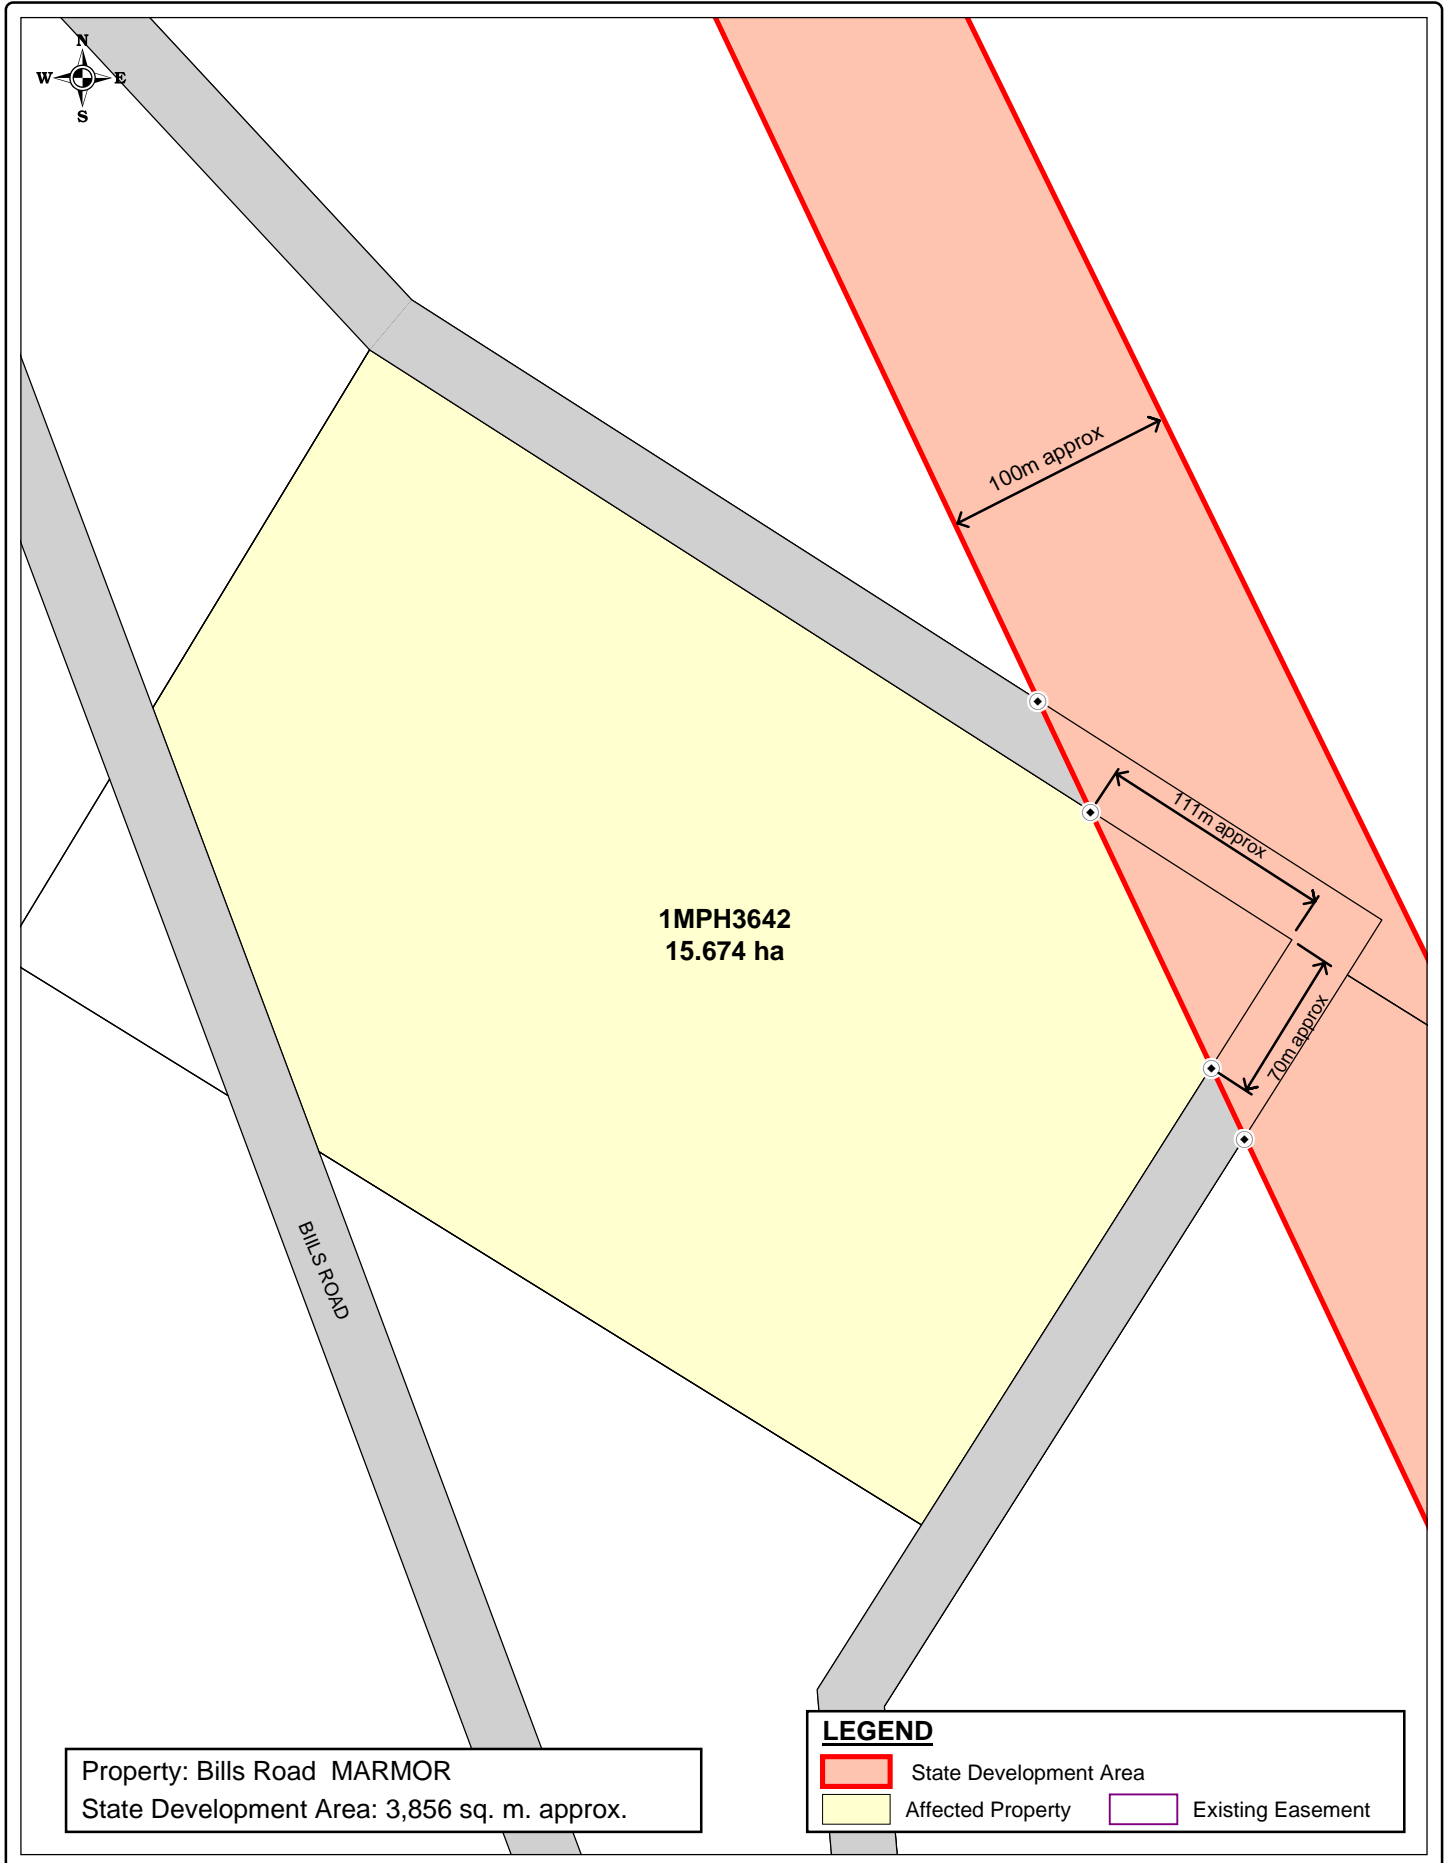 N
W E
S
100m approx
111m approx
1MPH3642
15.674 ha
70m approx
BIILS ROAD
Property: Bills Road  MARMOR
State Development Area: 3,856 sq. m. approx.
LEGEND
State Development Area
Affected Property
Existing Easement